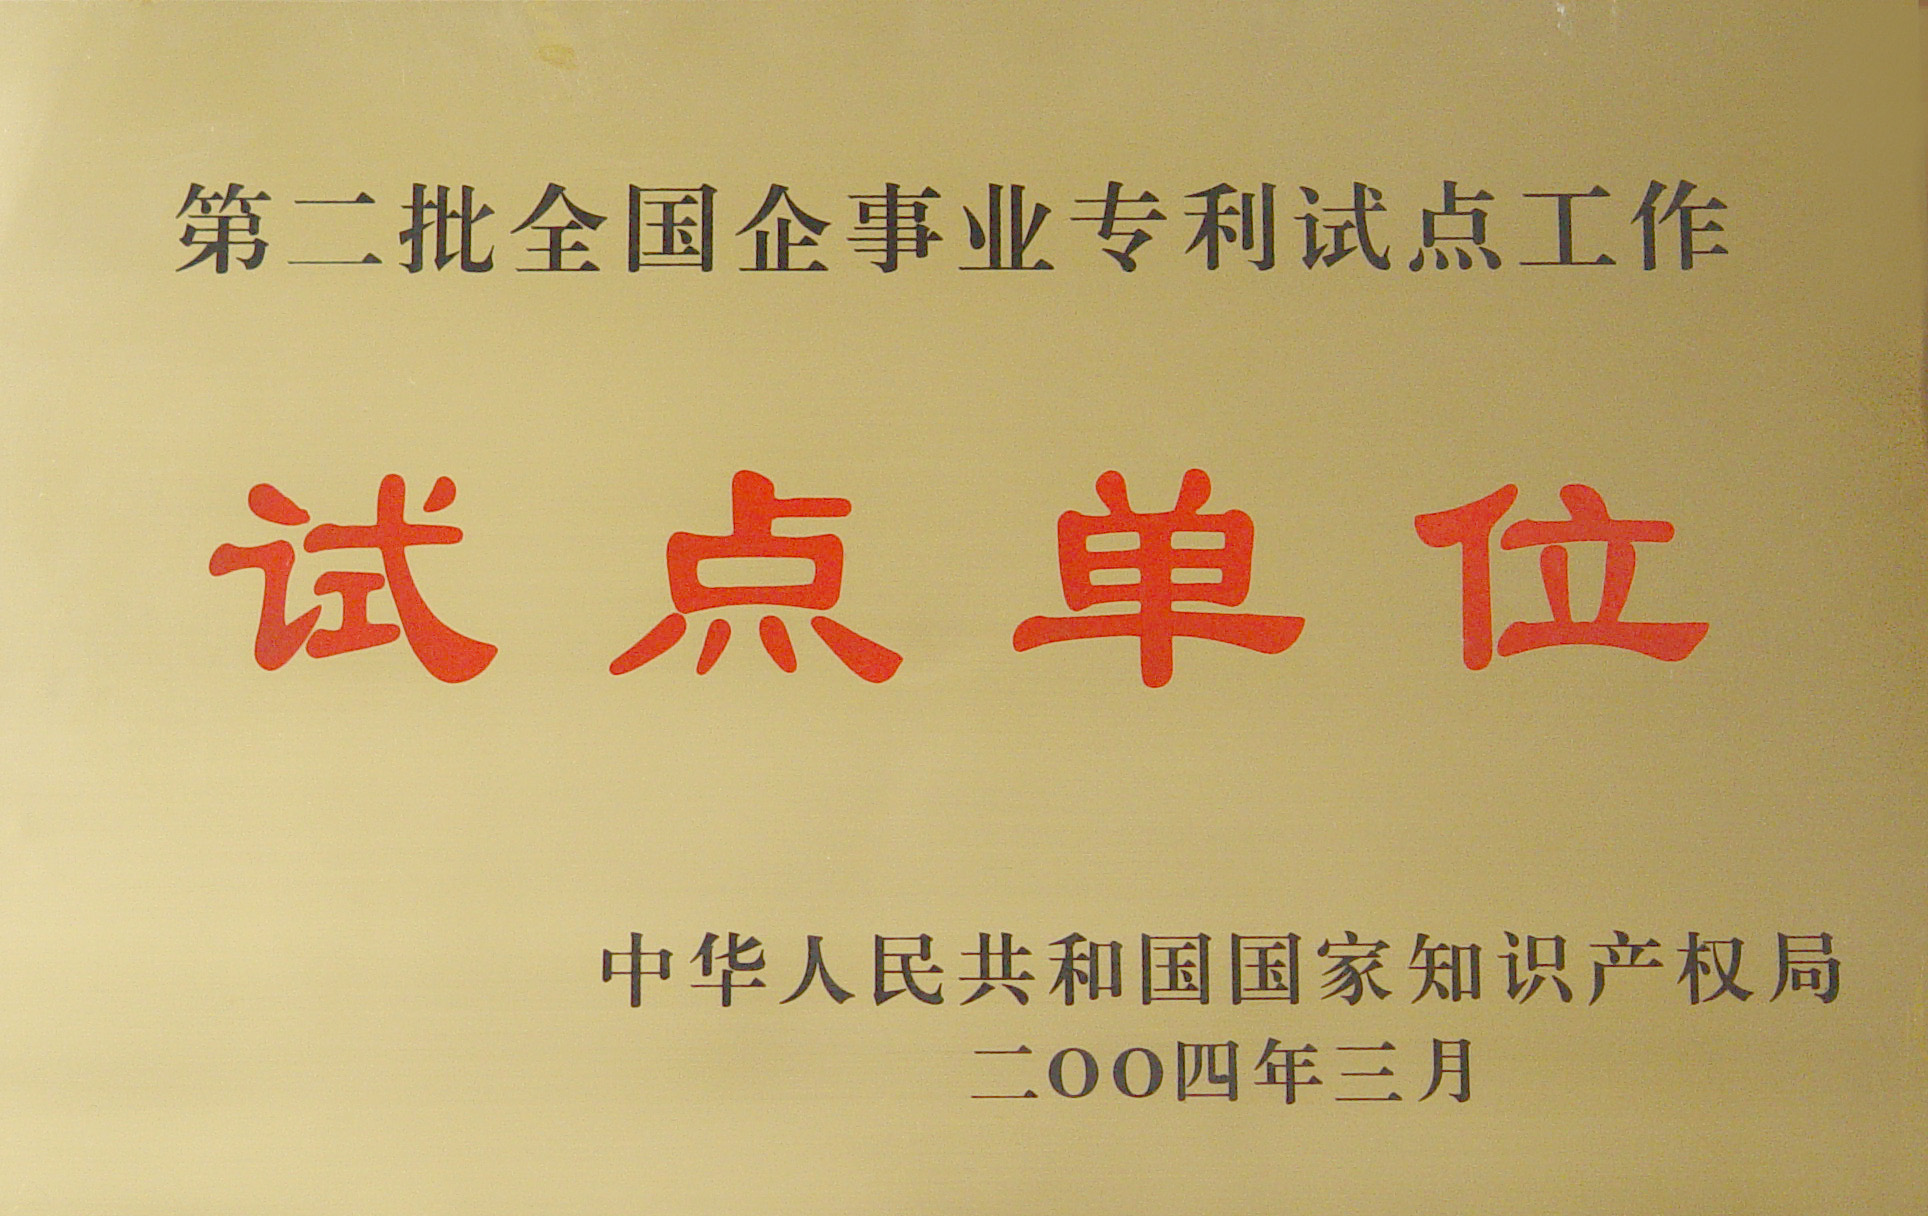 第二批全国企事业专利试点工作
试点单位
中华人民共和国国家知识产权局
二OO四年三月